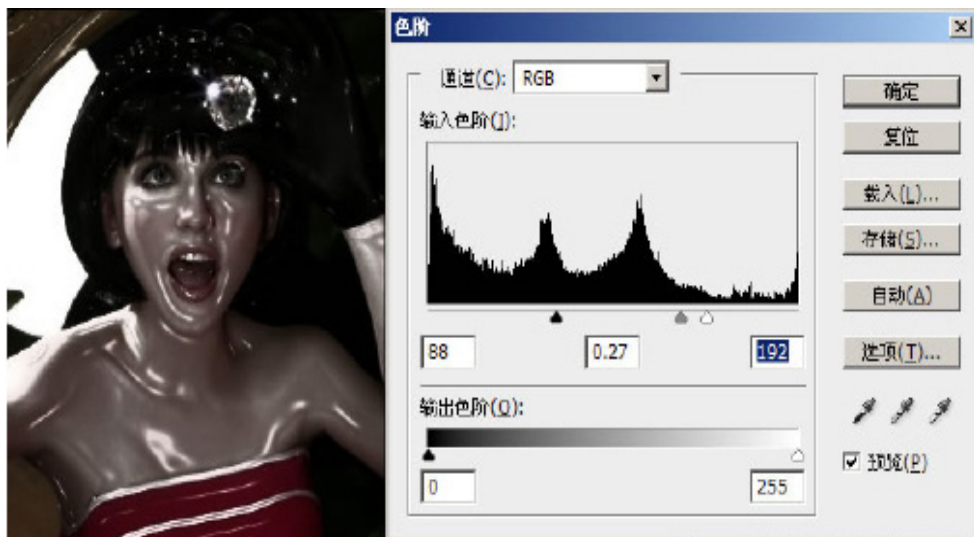 色阶
通道(C): RGB
输入色阶(I):
88 0.27 192
输出色阶(O):
0 255
确定
复位
载入(L)...
存储(S)...
自动(A)
选项(T)...
预览(P)